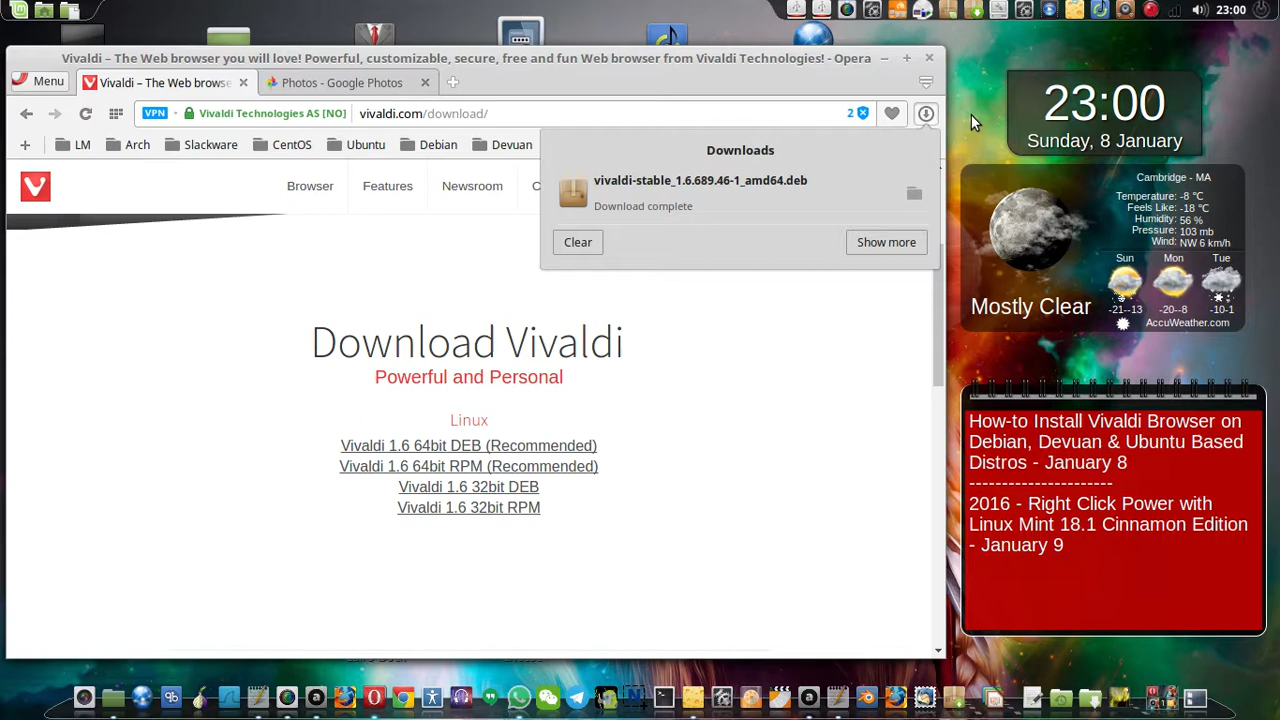 23:00
Vivaldi – The Web browser you will love! Powerful, customizable, secure, free and fun Web browser from Vivaldi Technologies! - Opera
Menu
Vivaldi – The Web browse
Photos - Google Photos
VPN
Vivaldi Technologies AS [NO]
vivaldi.com/download/
2
LM
Arch
Slackware
CentOS
Ubuntu
Debian
Devuan
Browser
Features
Newsroom
Downloads
vivaldi-stable_1.6.689.46-1_amd64.deb
Download complete
Clear
Show more
Download Vivaldi
Powerful and Personal
Linux
Vivaldi 1.6 64bit DEB (Recommended)
Vivaldi 1.6 64bit RPM (Recommended)
Vivaldi 1.6 32bit DEB
Vivaldi 1.6 32bit RPM
23:00
Sunday, 8 January
Cambridge - MA
Temperature: -8 ℃
Feels Like: -18 ℃
Humidity: 56 %
Pressure: 103 mb
Wind: NW 6 km/h
Sun Mon Tue
-21--13 -20--8 -10-1
Mostly Clear
AccuWeather.com
How-to Install Vivaldi Browser on
Debian, Devuan & Ubuntu Based
Distros - January 8
----------------------
2016 - Right Click Power with
Linux Mint 18.1 Cinnamon Edition
- January 9